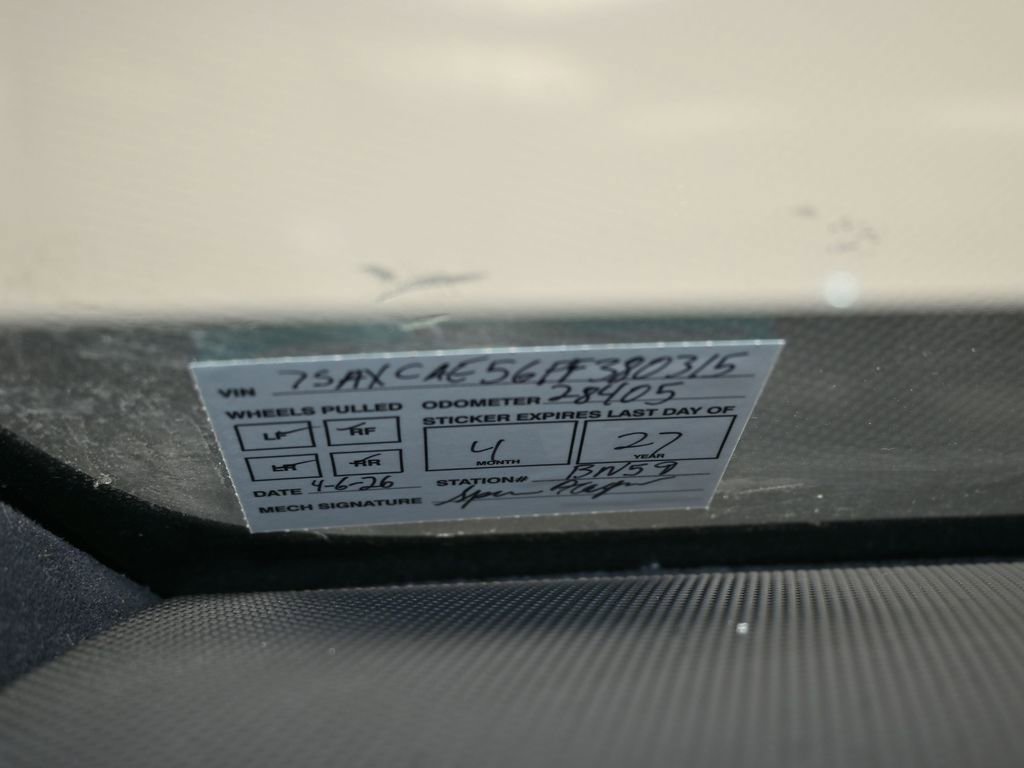 VIN 7SAXCAE56PF380315
WHEELS PULLED ODOMETER 28405
STICKER EXPIRES LAST DAY OF
LF RF
4 27
MONTH YEAR
LR RR
DATE 4-6-26 STATION# BN59
MECH SIGNATURE